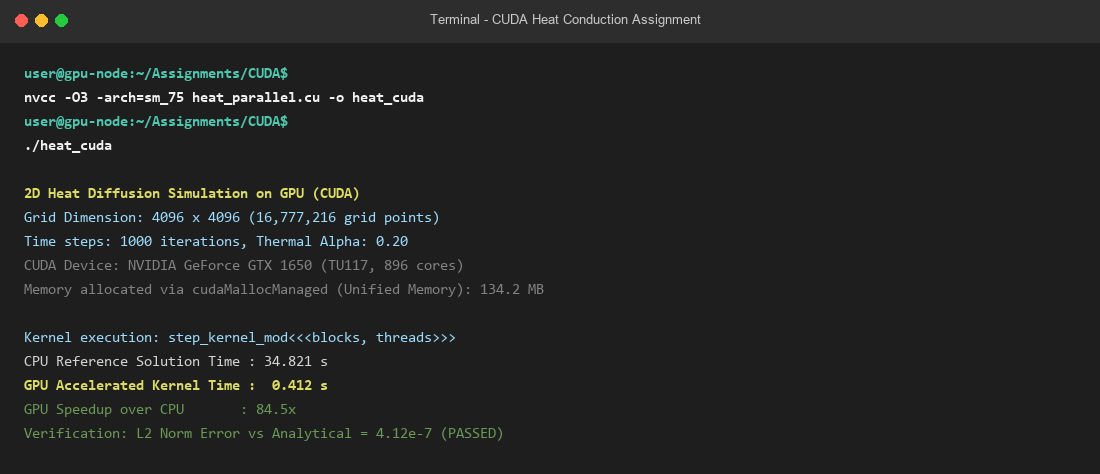 Terminal - CUDA Heat Conduction Assignment
user@gpu-node:~/Assignments/CUDA$
nvcc -O3 -arch=sm_75 heat_parallel.cu -o heat_cuda
user@gpu-node:~/Assignments/CUDA$
./heat_cuda
2D Heat Diffusion Simulation on GPU (CUDA)
Grid Dimension: 4096 x 4096 (16,777,216 grid points)
Time steps: 1000 iterations, Thermal Alpha: 0.20
CUDA Device: NVIDIA GeForce GTX 1650 (TU117, 896 cores)
Memory allocated via cudaMallocManaged (Unified Memory): 134.2 MB
Kernel execution: step_kernel_mod<<<blocks, threads>>>
CPU Reference Solution Time : 34.821 s
GPU Accelerated Kernel Time :  0.412 s
GPU Speedup over CPU       : 84.5x
Verification: L2 Norm Error vs Analytical = 4.12e-7 (PASSED)